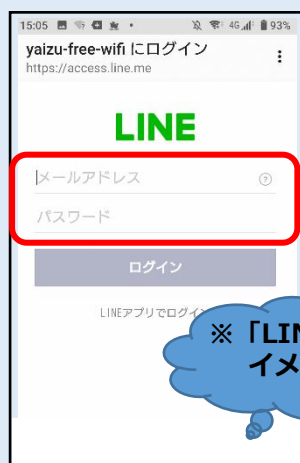 15:05 4G 93%
yaizu-free-wifi にログイン
https://access.line.me
LINE
メールアドレス
パスワード
ログイン
LINEアプリでログイン
※「LIN
イメ